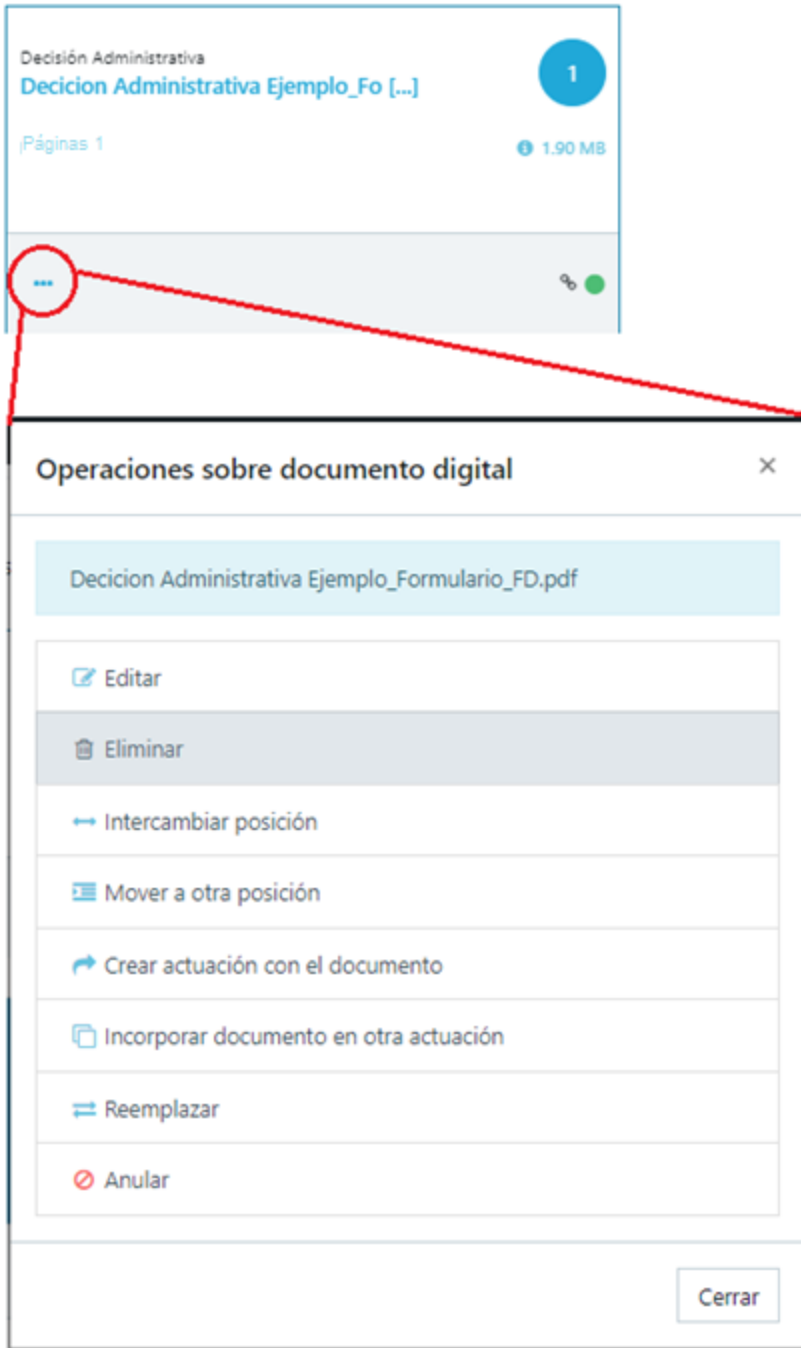 Decisión Administrativa
Decicion Administrativa Ejemplo_Fo [...]
1
Páginas 1
1.90 MB
Operaciones sobre documento digital
Decicion Administrativa Ejemplo_Formulario_FD.pdf
Editar
Eliminar
Intercambiar posición
Mover a otra posición
Crear actuación con el documento
Incorporar documento en otra actuación
Reemplazar
Anular
Cerrar